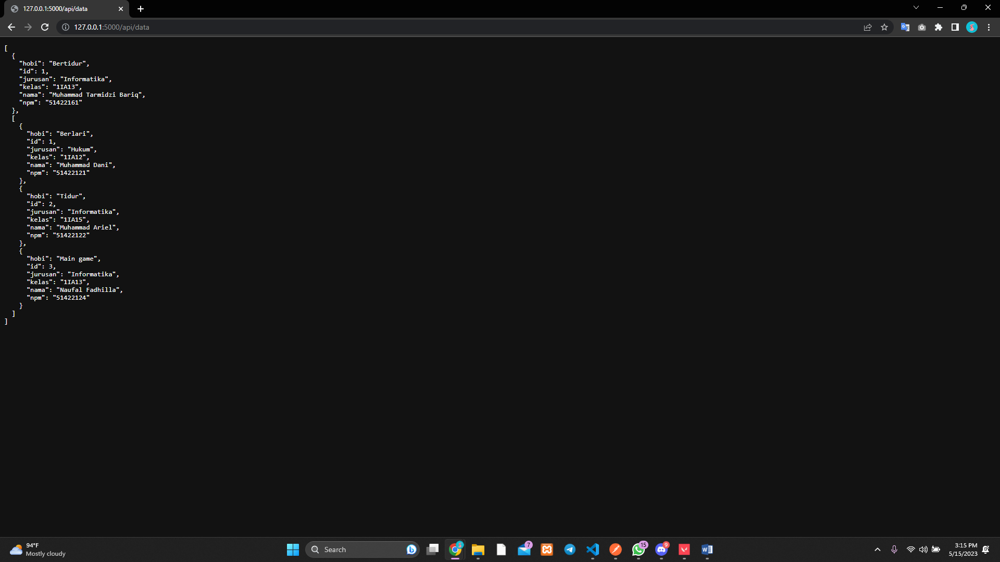 127.0.0.1:5000/api/data
127.0.0.1:5000/api/data
[
  {
    "hobi": "Bertidur",
    "id": 1,
    "jurusan": "Informatika",
    "kelas": "1IA13",
    "nama": "Muhammad Tarmidzi Bariq",
    "npm": "51422161"
  },
  [
    {
      "hobi": "Berlari",
      "id": 1,
      "jurusan": "Hukum",
      "kelas": "1IA12",
      "nama": "Muhammad Dani",
      "npm": "51422121"
    },
    {
      "hobi": "Tidur",
      "id": 2,
      "jurusan": "Informatika",
      "kelas": "1IA15",
      "nama": "Muhammad Ariel",
      "npm": "51422122"
    },
    {
      "hobi": "Main game",
      "id": 3,
      "jurusan": "Informatika",
      "kelas": "1IA13",
      "nama": "Naufal Fadhilla",
      "npm": "51422124"
    }
  ]
]
94°F
Mostly cloudy
Search
7
15
9
3:15 PM
5/15/2023